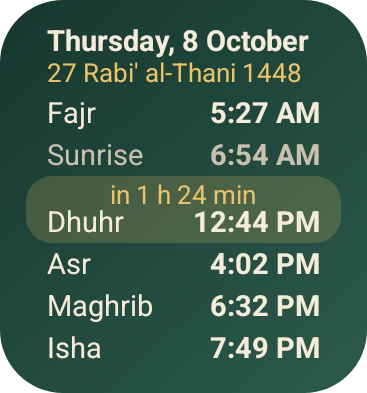 Thursday, 8 October
27 Rabi' al-Thani 1448
Fajr 5:27 AM
Sunrise 6:54 AM
in 1 h 24 min
Dhuhr 12:44 PM
Asr 4:02 PM
Maghrib 6:32 PM
Isha 7:49 PM